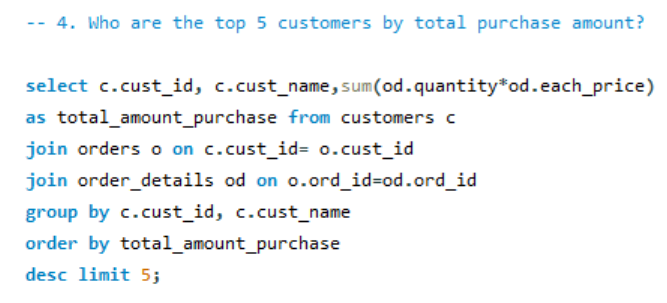 -- 4. Who are the top 5 customers by total purchase amount?
select c.cust_id, c.cust_name,sum(od.quantity*od.each_price)
as total_amount_purchase from customers c
join orders o on c.cust_id= o.cust_id
join order_details od on o.ord_id=od.ord_id
group by c.cust_id, c.cust_name
order by total_amount_purchase
desc limit 5;